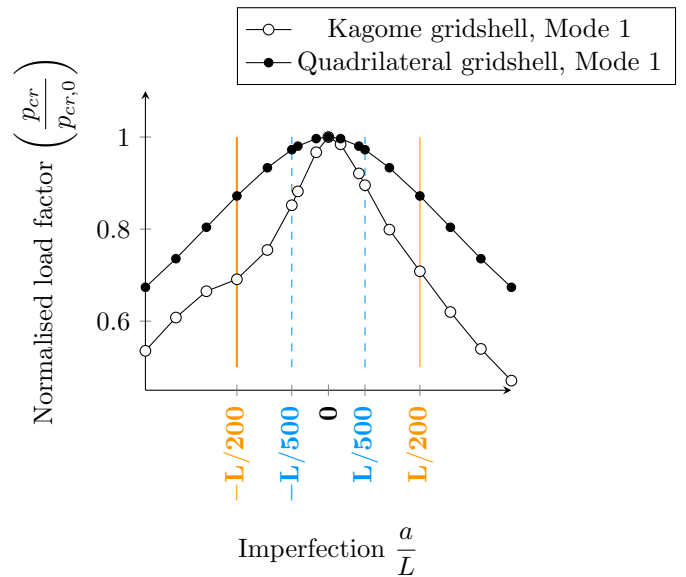 Kagome gridshell, Mode 1
Quadrilateral gridshell, Mode 1
Normalised load factor (p_cr / p_cr,0)
1
0.8
0.6
−L/200
−L/500
0
L/500
L/200
Imperfection a/L